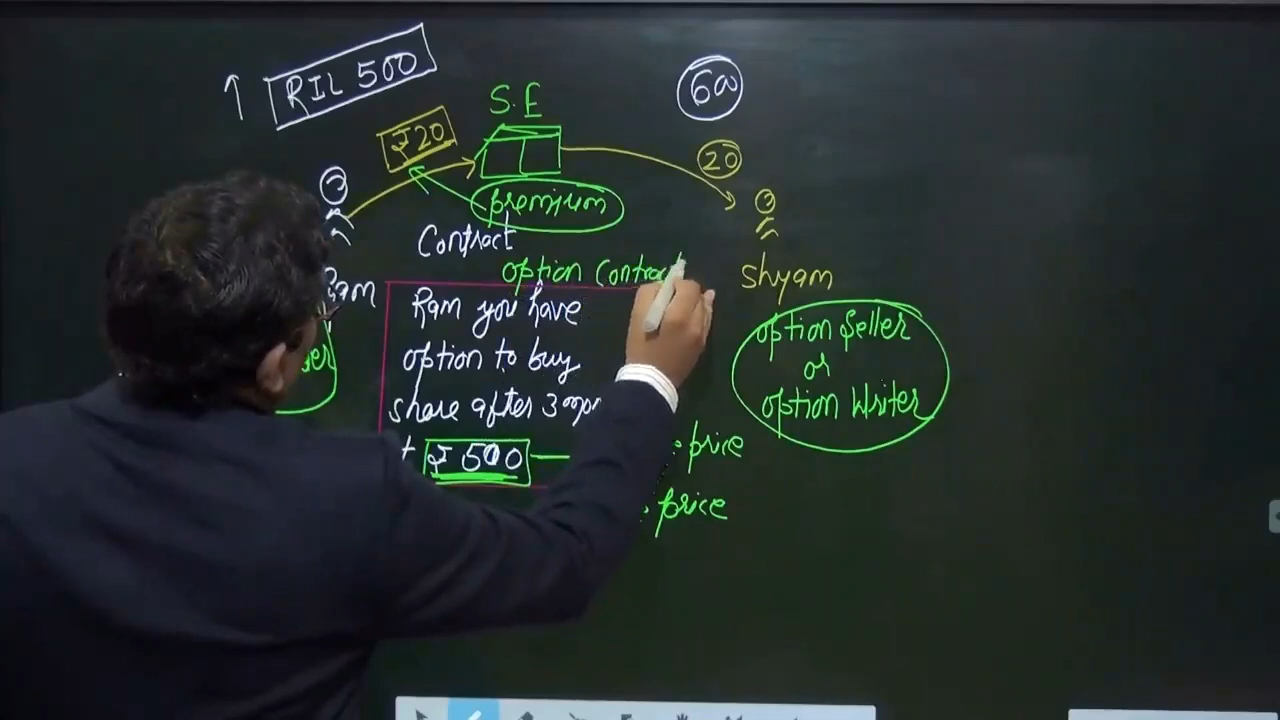 RIL 500
S.E
600
₹20
20
premium
Contract
option Contract
Shyam
Ram you have
option to buy
share after 3
₹ 500
price
price
option Seller
or
option Writer